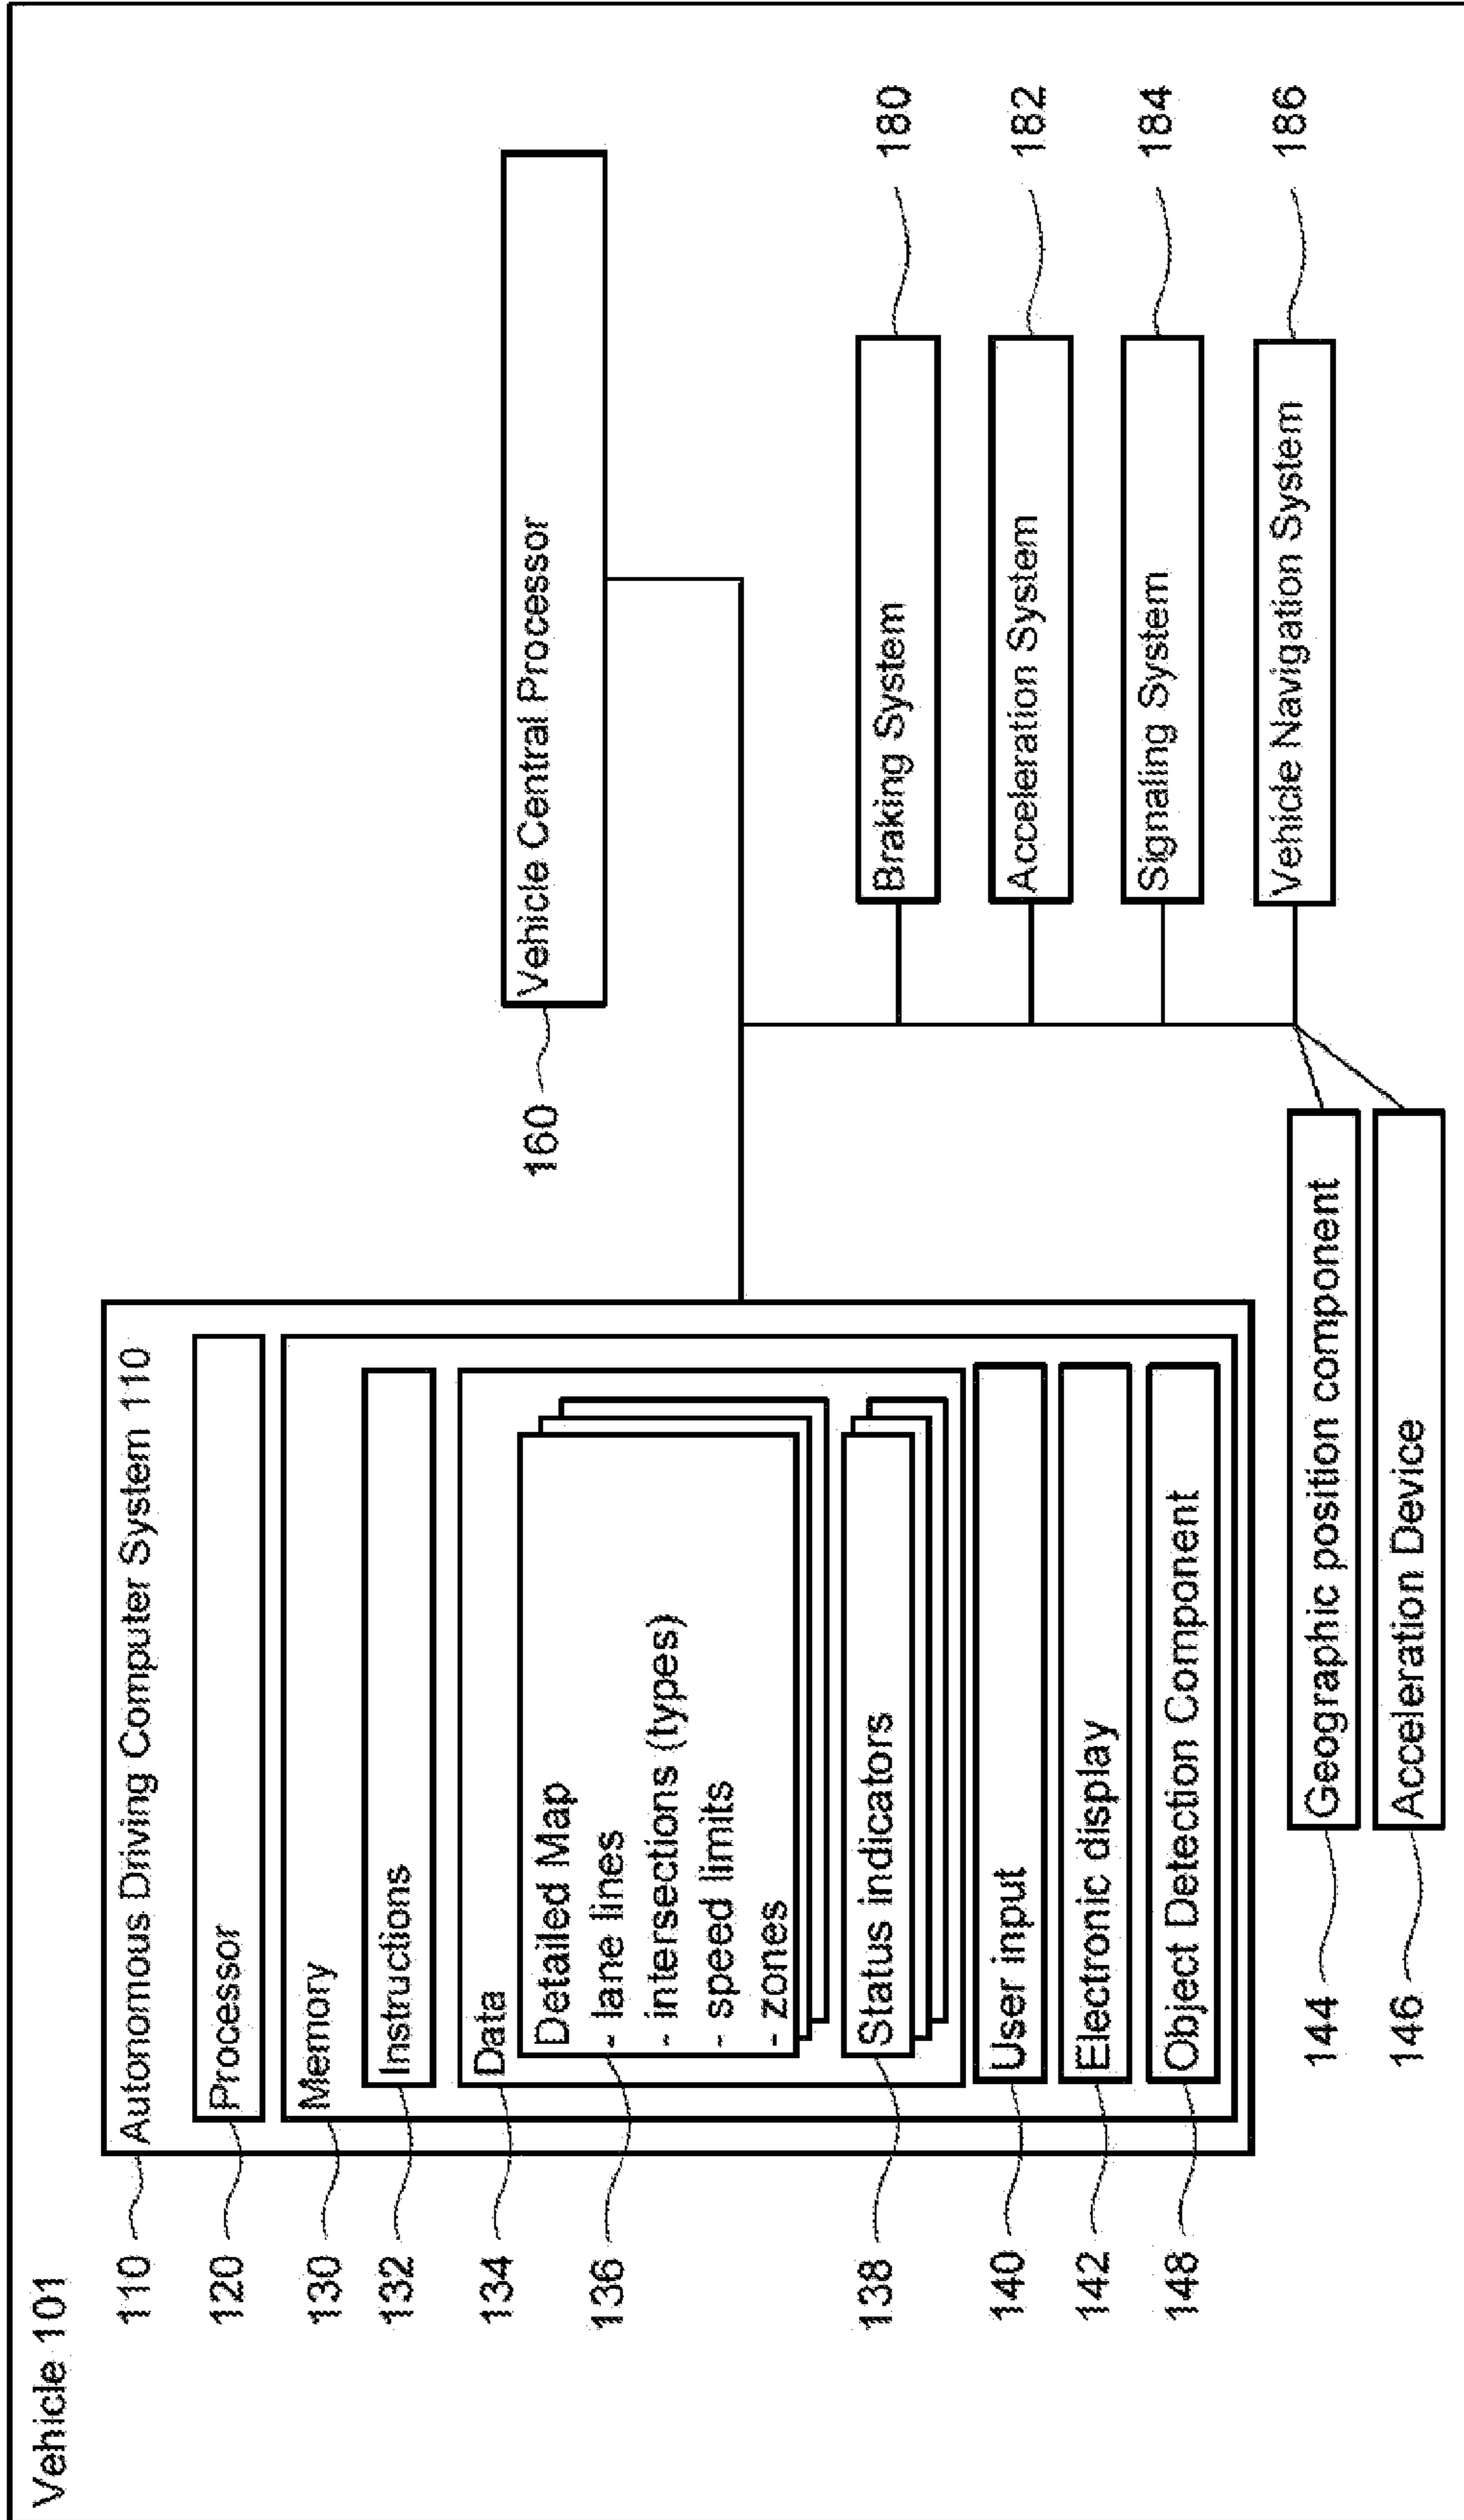 Vehicle 101
110
Autonomous Driving Computer System 110
120
Processor
130
Memory
132
Instructions
134
Data
136
Detailed Map
- lane lines
- intersections (types)
- speed limits
- zones
138
Status indicators
140
User input
142
Electronic display
148
Object Detection Component
144
Geographic position component
146
Acceleration Device
160
Vehicle Central Processor
Braking System
180
Acceleration System
182
Signaling System
184
Vehicle Navigation System
186